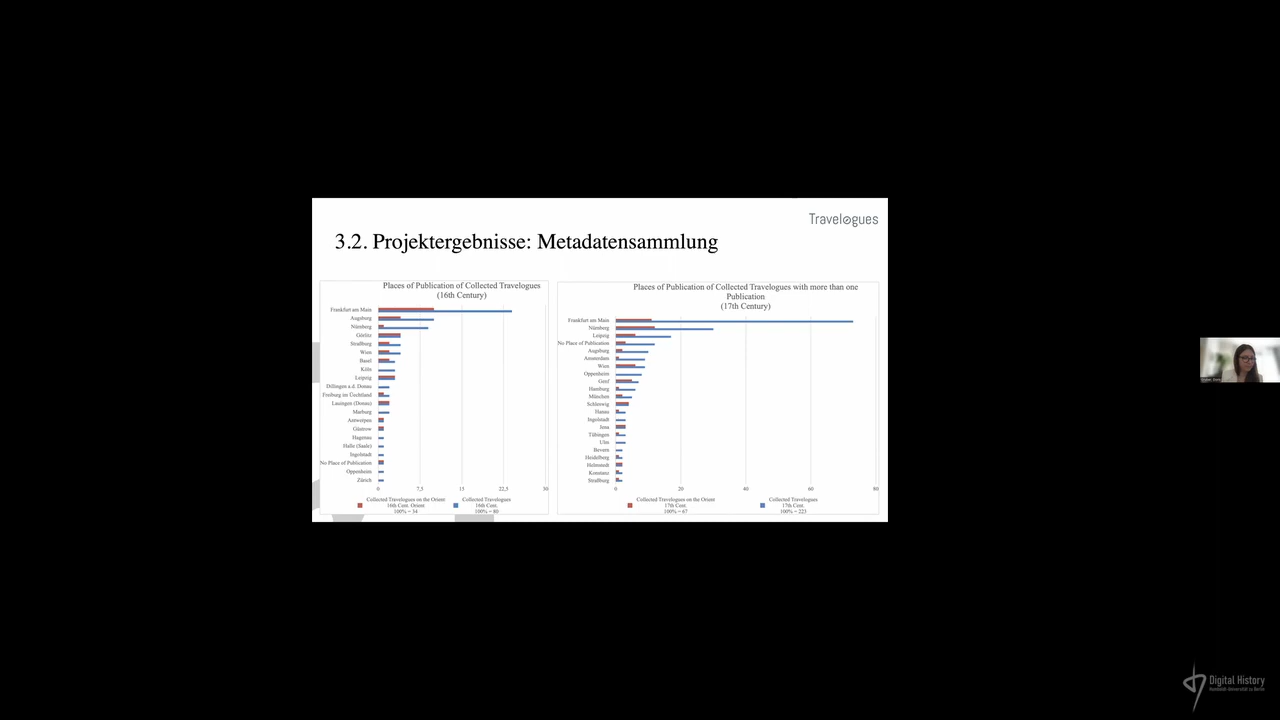 Travelogues
3.2. Projektergebnisse: Metadatensammlung
Places of Publication of Collected Travelogues
(16th Century)
Frankfurt am Main
Augsburg
Nürnberg
Görlitz
Straßburg
Wien
Basel
Köln
Leipzig
Dillingen a.d. Donau
Freiburg im Üechtland
Lauingen (Donau)
Marburg
Antwerpen
Güstrow
Hagenau
Halle (Saale)
Ingolstadt
No Place of Publication
Oppenheim
Zürich
0 7,5 15 22,5 30
Collected Travelogues on the Orient
16th Cent. Orient
100% = 34
Collected Travelogues
16th Cent.
100% = 80
Places of Publication of Collected Travelogues with more than one
Publication
(17th Century)
Frankfurt am Main
Nürnberg
Leipzig
No Place of Publication
Augsburg
Amsterdam
Wien
Oppenheim
Genf
Hamburg
München
Schleswig
Hanau
Ingolstadt
Jena
Tübingen
Ulm
Bevern
Heidelberg
Helmstedt
Konstanz
Straßburg
0 20 40 60 80
Collected Travelogues on the Orient
17th Cent.
100% = 67
Collected Travelogues
17th Cent.
100% = 223
Digital History
Humboldt-Universität zu Berlin